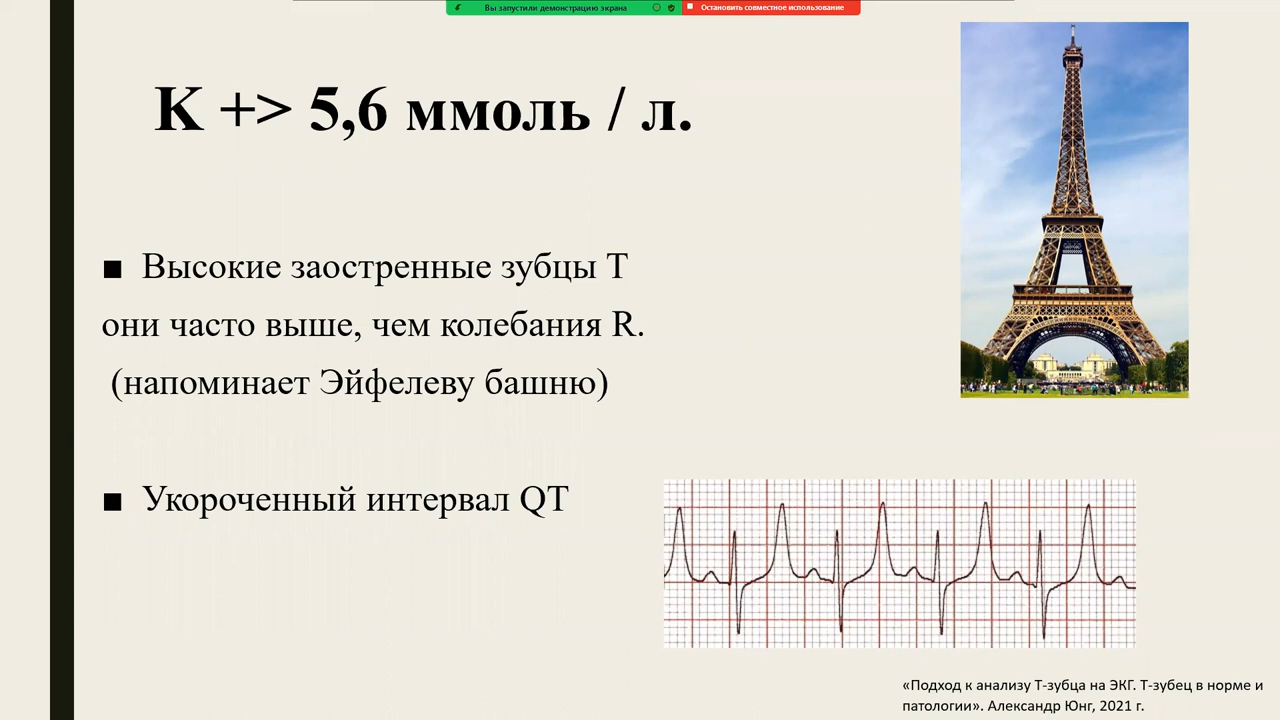 Вы запустили демонстрацию экрана
Остановить совместное использование
K +> 5,6 ммоль / л.
■ Высокие заостренные зубцы T
они часто выше, чем колебания R.
(напоминает Эйфелеву башню)
■ Укороченный интервал QT
«Подход к анализу Т-зубца на ЭКГ. Т-зубец в норме и
патологии». Александр Юнг, 2021 г.